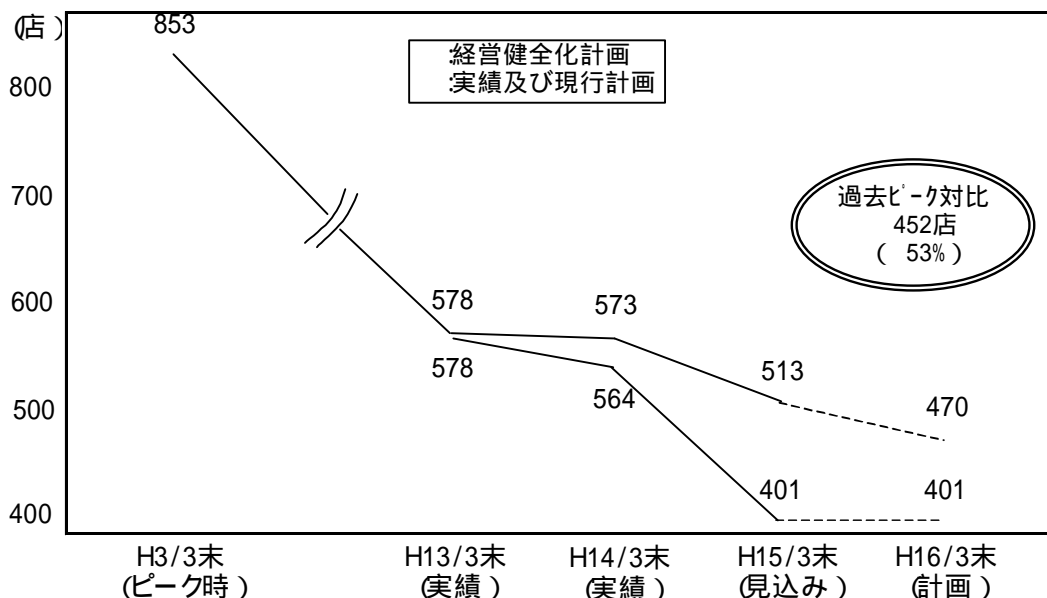 (店)
853
:経営健全化計画
:実績及び現行計画
800
700
過去ピーク対比
452店
( 53%)
600
578
573
578
564
513
500
470
401
401
400
H3/3末
H13/3末
H14/3末
H15/3末
H16/3末
(ピーク時)
(実績)
(実績)
(見込み)
(計画)